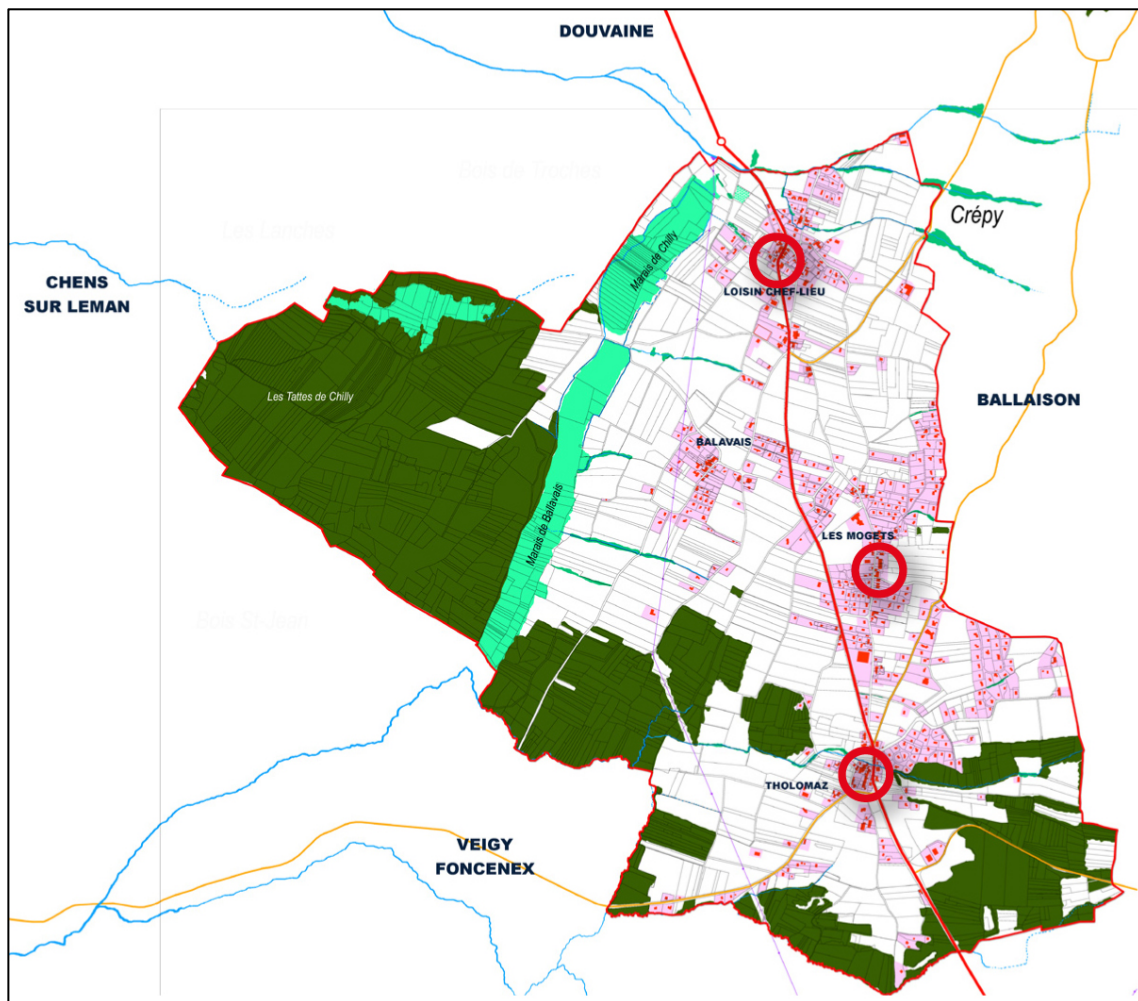 DOUVAINE
Bois de Troches
Les Lanches
Crépy
Marais de Chilly
CHENS
SUR LEMAN
LOISIN CHEF-LIEU
Les Tattes de Chilly
BALLAISON
BALAVAIS
Marais de Ballavais
LES MOGETS
Bois St-Jean
THOLOMAZ
VEIGY
FONCENEX